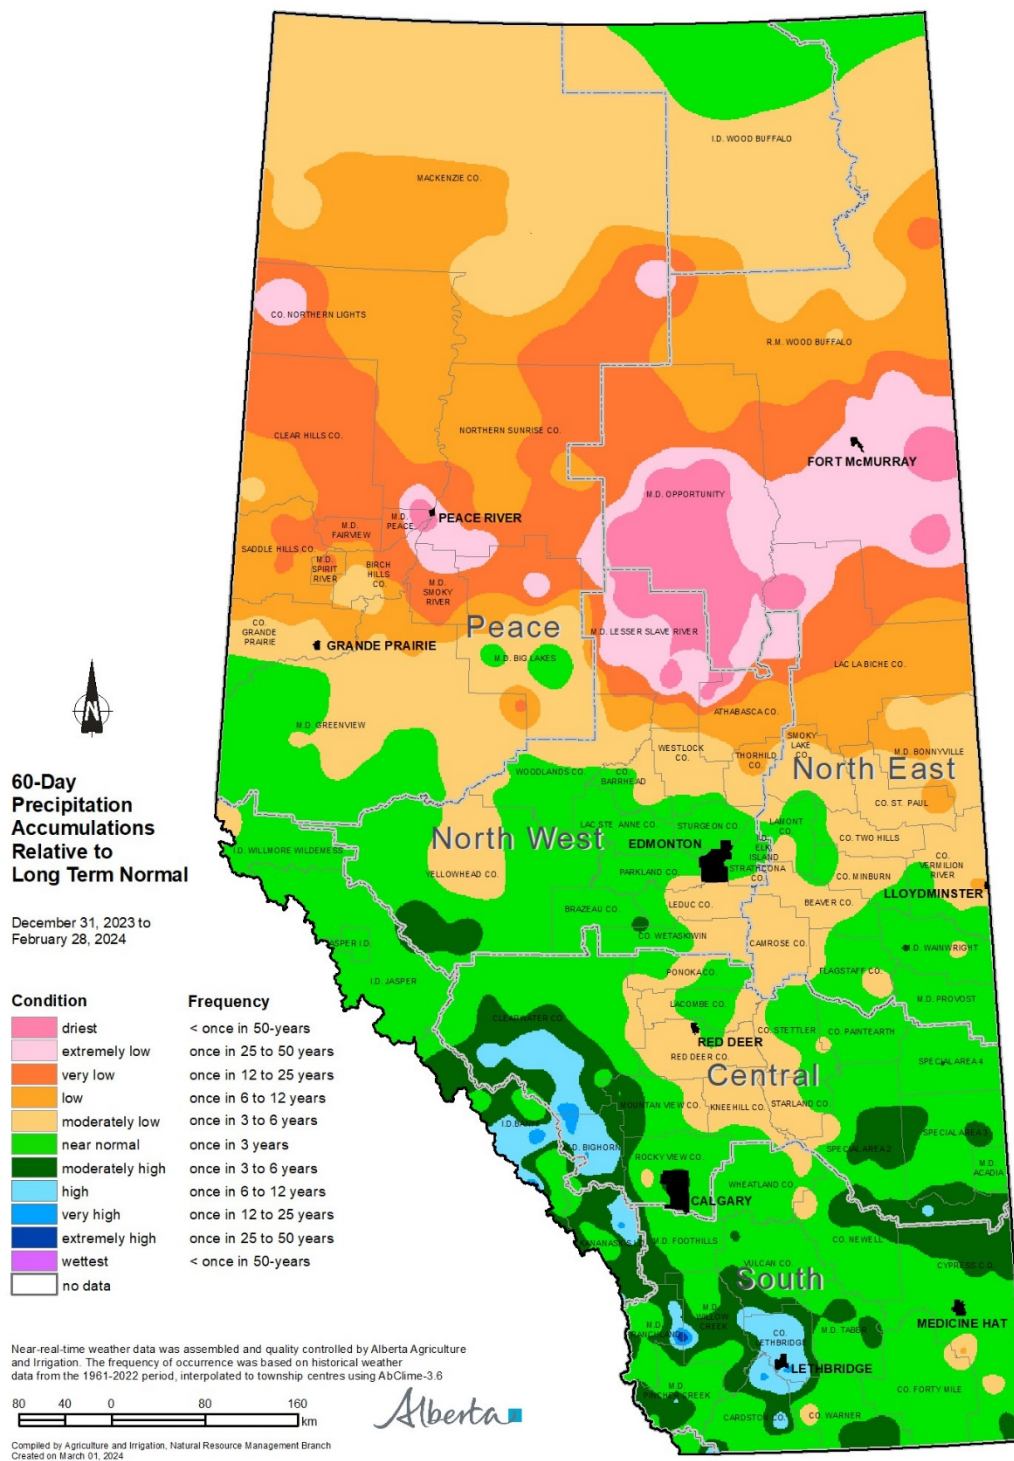 I.D. WOOD BUFFALO
MACKENZIE CO.
CO. NORTHERN LIGHTS
R.M. WOOD BUFFALO
CLEAR HILLS CO.
NORTHERN SUNRISE CO.
FORT McMURRAY
M.D. OPPORTUNITY
M.D.
PEACE
PEACE RIVER
M.D.
FAIRVIEW
SADDLE HILLS CO.
M.D.
SPIRIT
RIVER
BIRCH
HILLS
CO.
M.D.
SMOKY
RIVER
Peace
CO.
GRANDE
PRAIRIE
GRANDE PRAIRIE
M.D. LESSER SLAVE RIVER
M.D. BIG LAKES
LAC LA BICHE CO.
N
M.D. GREENVIEW
ATHABASCA CO.
WESTLOCK
CO.
THORHILD
CO.
SMOKY
LAKE
CO.
M.D. BONNYVILLE
North East
WOODLANDS CO.
CO.
BARRHEAD
CO. ST. PAUL
60-Day
Precipitation
Accumulations
Relative to
Long Term Normal
North West
LAC STE ANNE CO.
STURGEON CO.
LAMONT
CO.
EDMONTON
I.D.
ELK
ISLAND
CO. TWO HILLS
I.D. WILLMORE WILDERNESS
YELLOWHEAD CO.
PARKLAND CO.
STRATHCONA
CO.
CO. MINBURN
CO.
VERMILION
RIVER
LLOYDMINSTER
LEDUC CO.
BEAVER CO.
BRAZEAU CO.
CO. WETASKIWIN
CAMROSE CO.
December 31, 2023 to
February 28, 2024
JASPER I.D.
I.D. JASPER
M.D. WAINWRIGHT
PONOKA CO.
FLAGSTAFF CO.
LACOMBE CO.
M.D. PROVOST
CLEARWATER CO.
RED DEER
CO. STETTLER
CO. PAINTEARTH
RED DEER CO.
SPECIAL AREA 4
Central
MOUNTAIN VIEW CO.
KNEEHILL CO.
STARLAND CO.
I.D. BANFF
M.D. BIGHORN
SPECIAL AREA 3
ROCKY VIEW CO.
SPECIAL AREA 2
M.D.
ACADIA
WHEATLAND CO.
CALGARY
KANANASKIS I.D.
M.D. FOOTHILLS
CO. NEWELL
VULCAN CO.
CYPRESS CO.
South
M.D.
WILLOW
CREEK
M.D.
RANCHLAND
CO.
LETHBRIDGE
M.D. TABER
MEDICINE HAT
LETHBRIDGE
M.D.
PINCHER CREEK
CO. FORTY MILE
CARDSTON CO.
CO. WARNER
Condition Frequency
driest < once in 50-years
extremely low once in 25 to 50 years
very low once in 12 to 25 years
low once in 6 to 12 years
moderately low once in 3 to 6 years
near normal once in 3 years
moderately high once in 3 to 6 years
high once in 6 to 12 years
very high once in 12 to 25 years
extremely high once in 25 to 50 years
wettest < once in 50-years
no data
Near-real-time weather data was assembled and quality controlled by Alberta Agriculture
and Irrigation. The frequency of occurrence was based on historical weather
data from the 1961-2022 period, interpolated to township centres using AbClime-3.6
80 40 0 80 160
km
Alberta
Compiled by Agriculture and Irrigation, Natural Resource Management Branch
Created on March 01, 2024